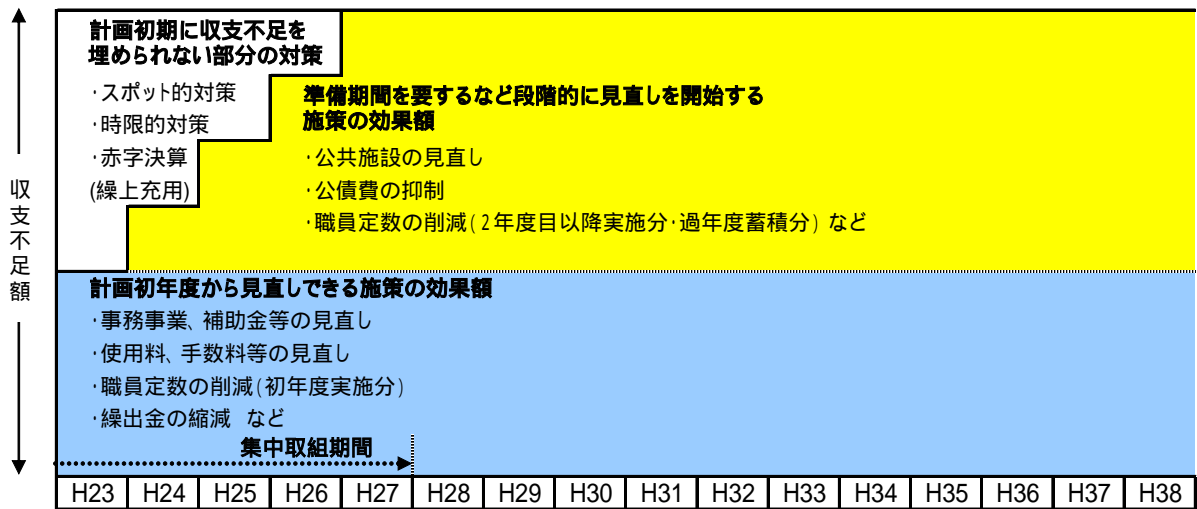 収支不足額
計画初期に収支不足を
埋められない部分の対策
・スポット的対策
・時限的対策
・赤字決算
(繰上充用)
準備期間を要するなど段階的に見直しを開始する
施策の効果額
・公共施設の見直し
・公債費の抑制
・職員定数の削減(2年度目以降実施分・過年度蓄積分) など
計画初年度から見直しできる施策の効果額
・事務事業、補助金等の見直し
・使用料、手数料等の見直し
・職員定数の削減(初年度実施分)
・繰出金の縮減 など
集中取組期間
H23 H24 H25 H26 H27 H28 H29 H30 H31 H32 H33 H34 H35 H36 H37 H38